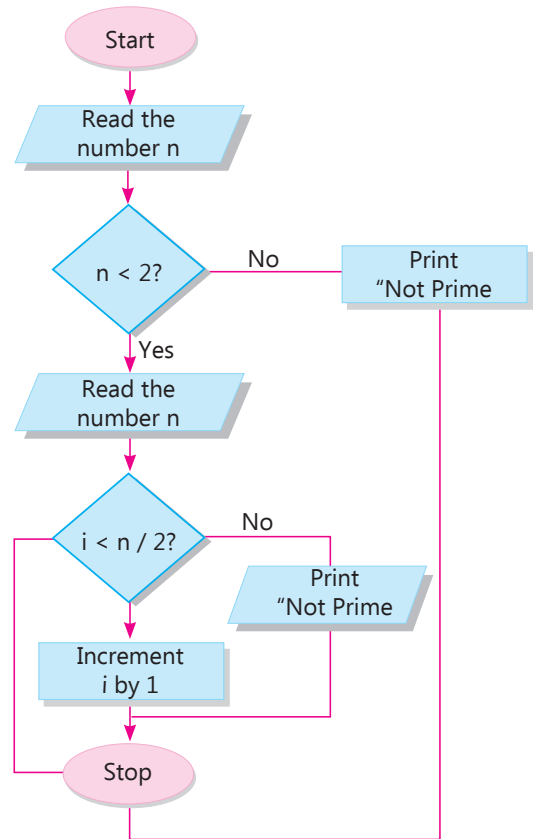 Start
Read the
number n
n < 2?
No
Print
“Not Prime
Yes
Read the
number n
i < n / 2?
No
Print
“Not Prime
Increment
i by 1
Stop